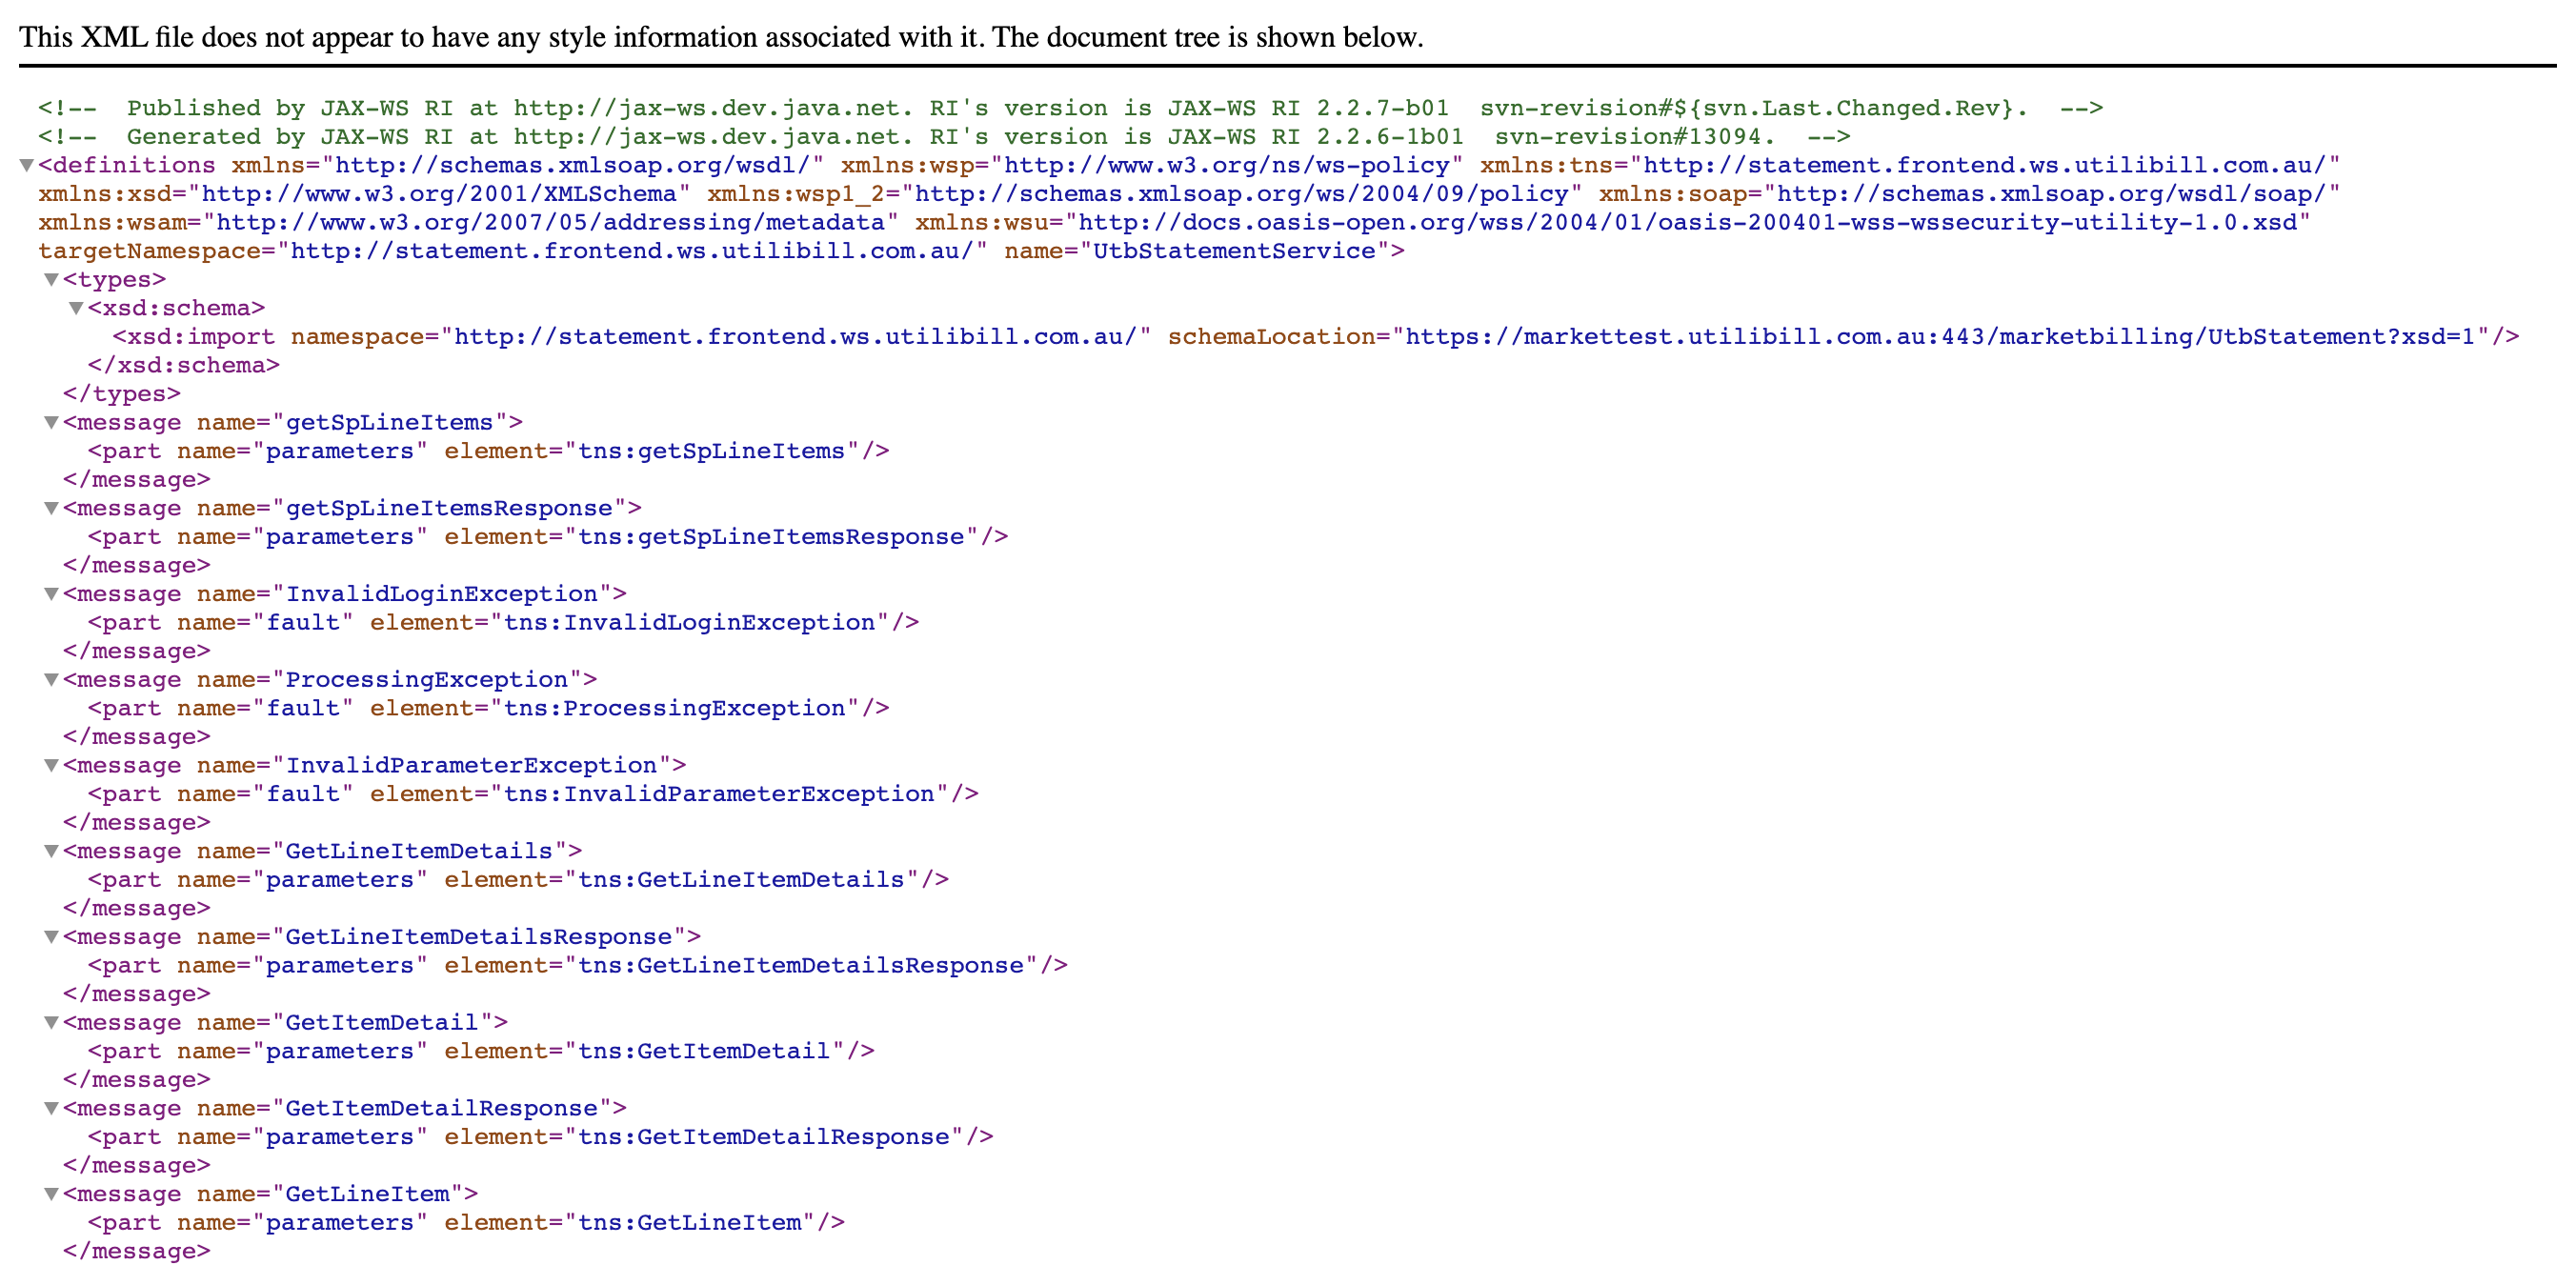 This XML file does not appear to have any style information associated with it. The document tree is shown below.
<!--  Published by JAX-WS RI at http://jax-ws.dev.java.net. RI's version is JAX-WS RI 2.2.7-b01  svn-revision#${svn.Last.Changed.Rev}.  -->
<!--  Generated by JAX-WS RI at http://jax-ws.dev.java.net. RI's version is JAX-WS RI 2.2.6-1b01  svn-revision#13094.  -->
▼<definitions xmlns="http://schemas.xmlsoap.org/wsdl/" xmlns:wsp="http://www.w3.org/ns/ws-policy" xmlns:tns="http://statement.frontend.ws.utilibill.com.au/"
xmlns:xsd="http://www.w3.org/2001/XMLSchema" xmlns:wsp1_2="http://schemas.xmlsoap.org/ws/2004/09/policy" xmlns:soap="http://schemas.xmlsoap.org/wsdl/soap/"
xmlns:wsam="http://www.w3.org/2007/05/addressing/metadata" xmlns:wsu="http://docs.oasis-open.org/wss/2004/01/oasis-200401-wss-wssecurity-utility-1.0.xsd"
targetNamespace="http://statement.frontend.ws.utilibill.com.au/" name="UtbStatementService">
▼<types>
▼<xsd:schema>
<xsd:import namespace="http://statement.frontend.ws.utilibill.com.au/" schemaLocation="https://markettest.utilibill.com.au:443/marketbilling/UtbStatement?xsd=1"/>
</xsd:schema>
</types>
▼<message name="getSpLineItems">
<part name="parameters" element="tns:getSpLineItems"/>
</message>
▼<message name="getSpLineItemsResponse">
<part name="parameters" element="tns:getSpLineItemsResponse"/>
</message>
▼<message name="InvalidLoginException">
<part name="fault" element="tns:InvalidLoginException"/>
</message>
▼<message name="ProcessingException">
<part name="fault" element="tns:ProcessingException"/>
</message>
▼<message name="InvalidParameterException">
<part name="fault" element="tns:InvalidParameterException"/>
</message>
▼<message name="GetLineItemDetails">
<part name="parameters" element="tns:GetLineItemDetails"/>
</message>
▼<message name="GetLineItemDetailsResponse">
<part name="parameters" element="tns:GetLineItemDetailsResponse"/>
</message>
▼<message name="GetItemDetail">
<part name="parameters" element="tns:GetItemDetail"/>
</message>
▼<message name="GetItemDetailResponse">
<part name="parameters" element="tns:GetItemDetailResponse"/>
</message>
▼<message name="GetLineItem">
<part name="parameters" element="tns:GetLineItem"/>
</message>